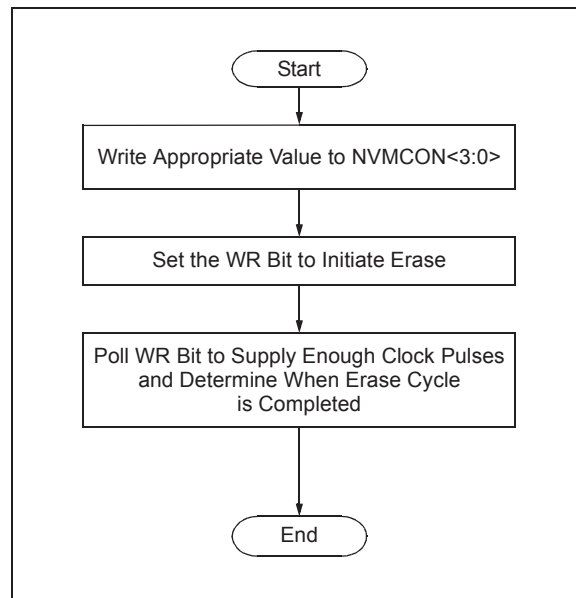 Start
Write Appropriate Value to NVMCON<3:0>
Set the WR Bit to Initiate Erase
Poll WR Bit to Supply Enough Clock Pulses
and Determine When Erase Cycle
is Completed
End